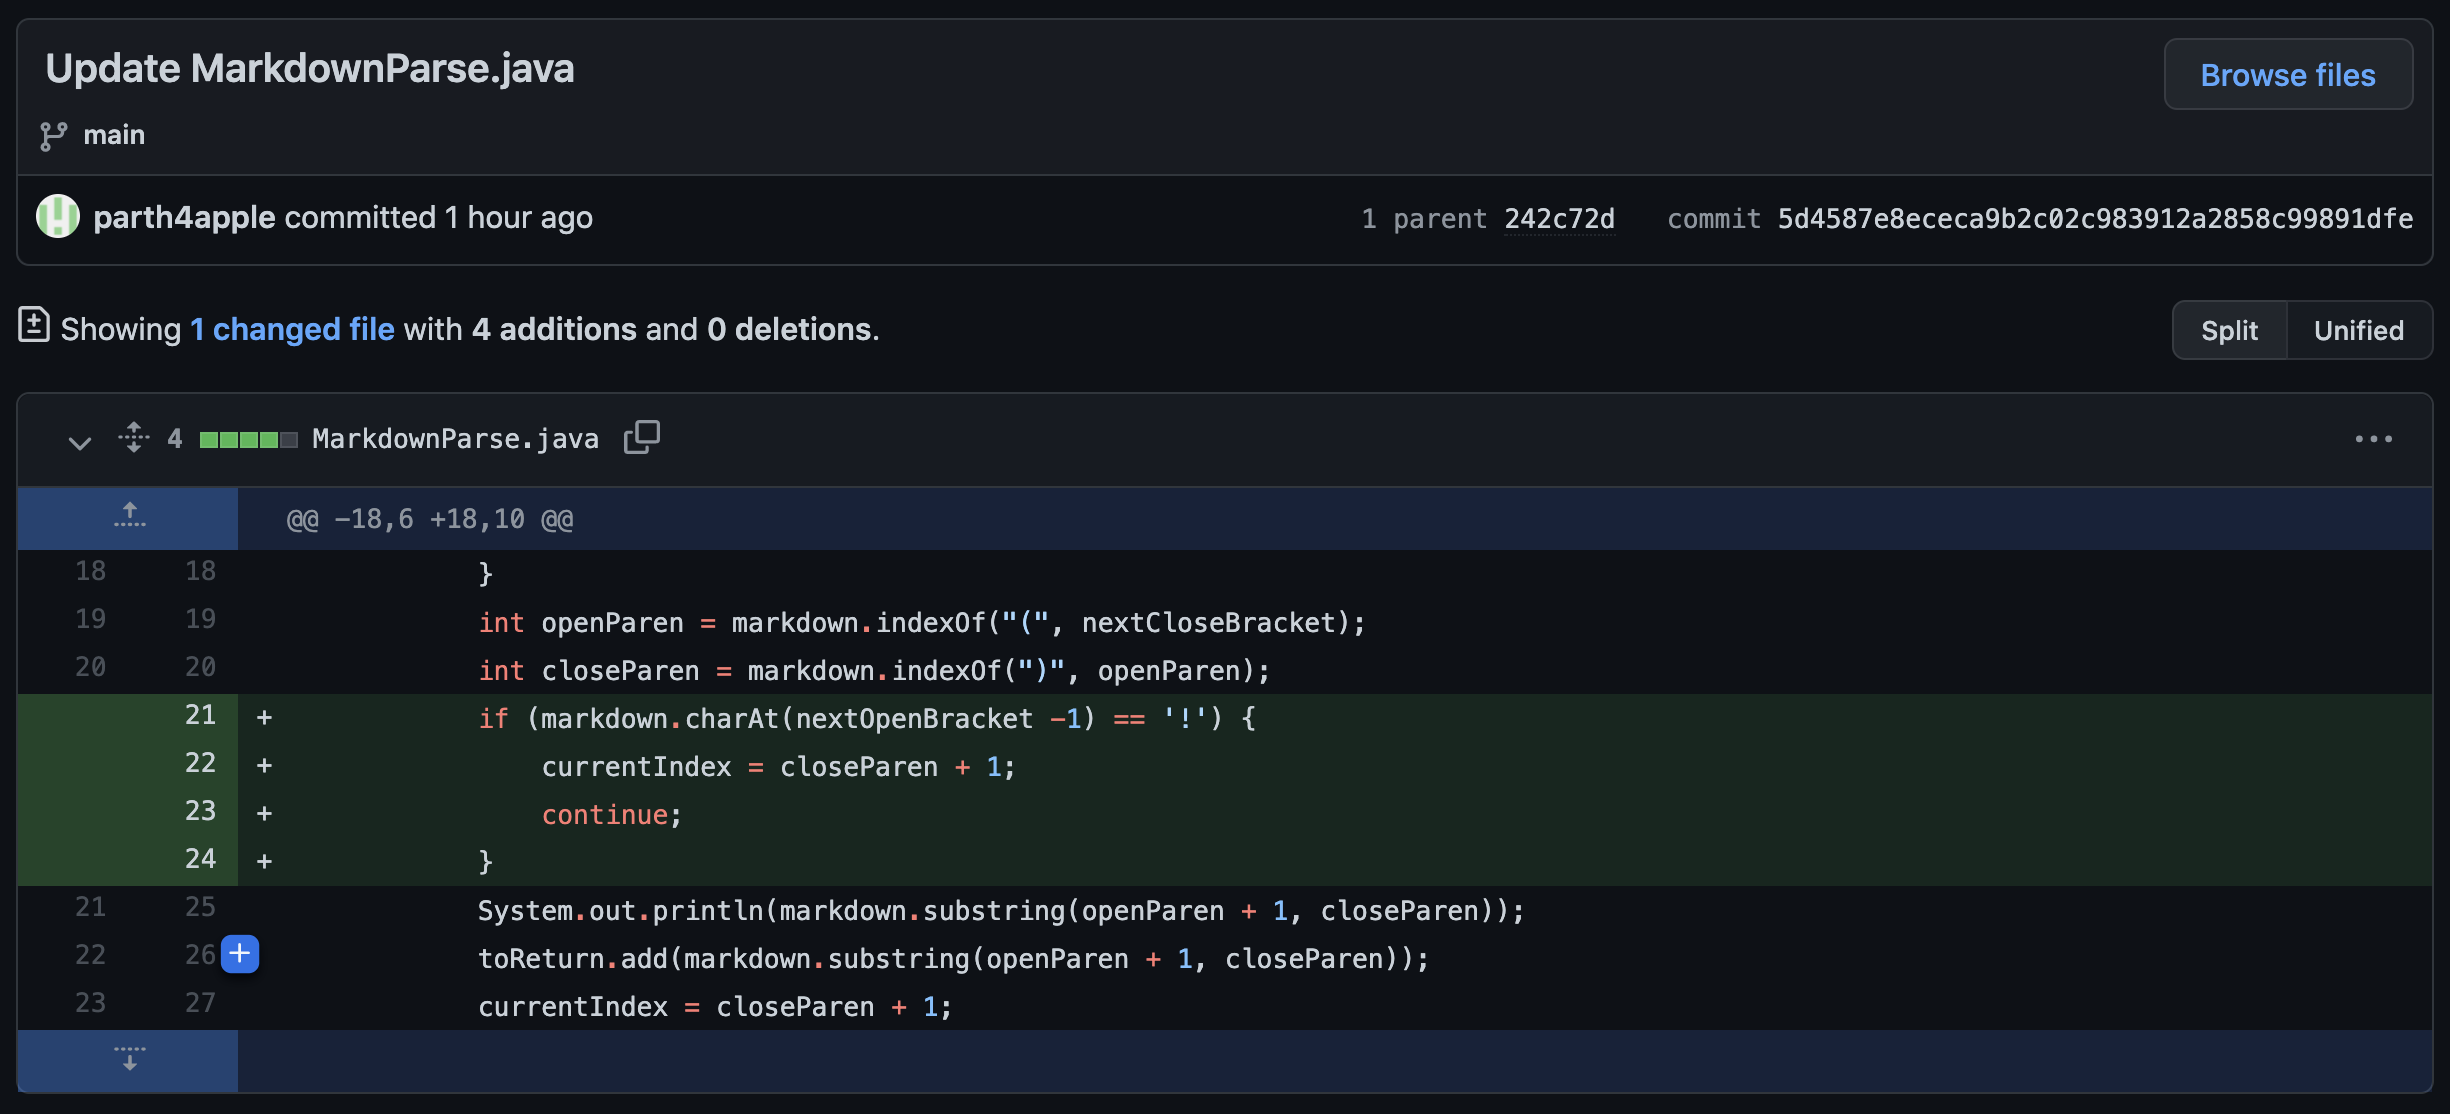 Update MarkdownParse.java
Browse files
main
parth4apple committed 1 hour ago
1 parent 242c72d commit 5d4587e8ececa9b2c02c983912a2858c99891dfe
Showing 1 changed file with 4 additions and 0 deletions.
Split Unified
4 MarkdownParse.java
@@ -18,6 +18,10 @@
18 18 }
19 19 int openParen = markdown.indexOf("(", nextCloseBracket);
20 20 int closeParen = markdown.indexOf(")", openParen);
21 + if (markdown.charAt(nextOpenBracket -1) == '!') {
22 + currentIndex = closeParen + 1;
23 + continue;
24 + }
21 25 System.out.println(markdown.substring(openParen + 1, closeParen));
22 26 + toReturn.add(markdown.substring(openParen + 1, closeParen));
23 27 currentIndex = closeParen + 1;